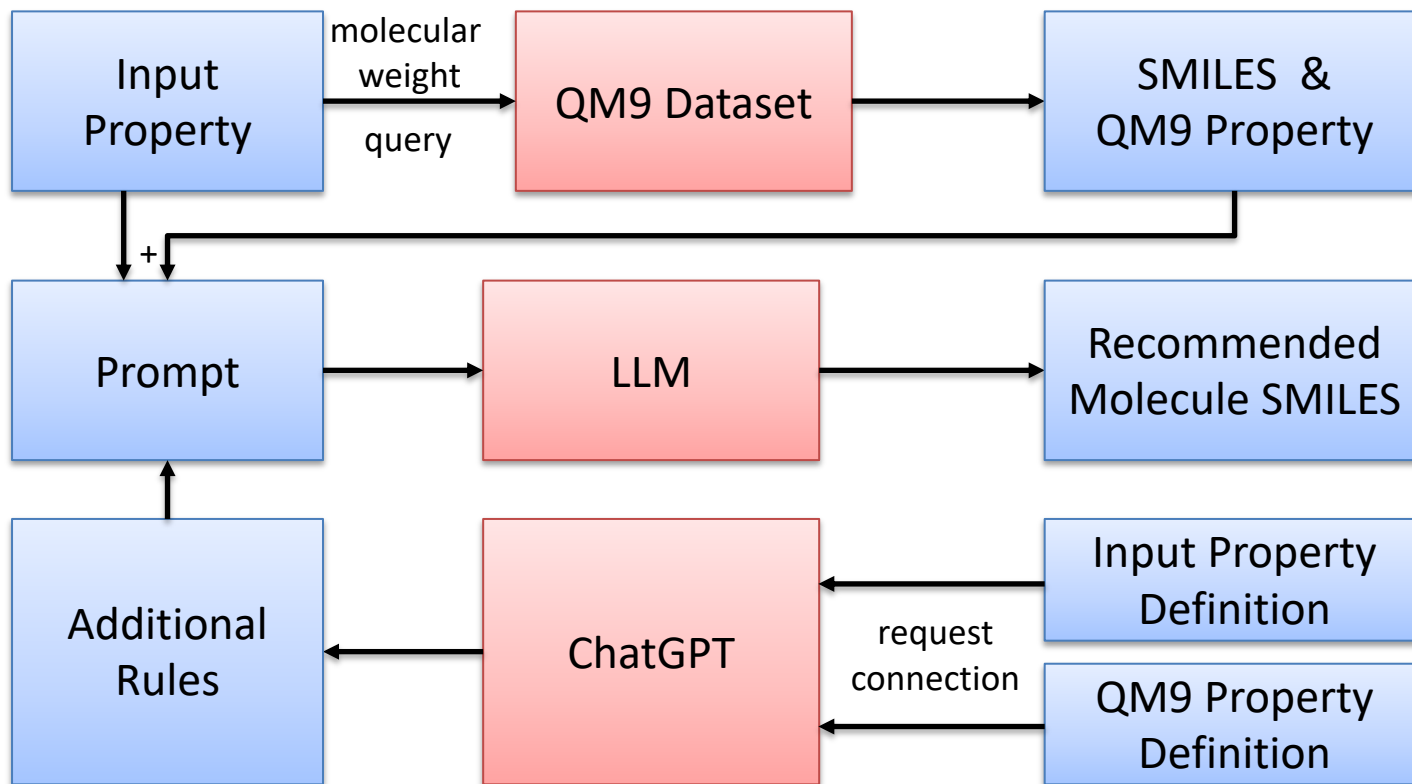 Input
Property
molecular
weight
query
QM9 Dataset
SMILES &
QM9 Property
+
Prompt
LLM
Recommended
Molecule SMILES
Additional
Rules
ChatGPT
request
connection
Input Property
Definition
QM9 Property
Definition